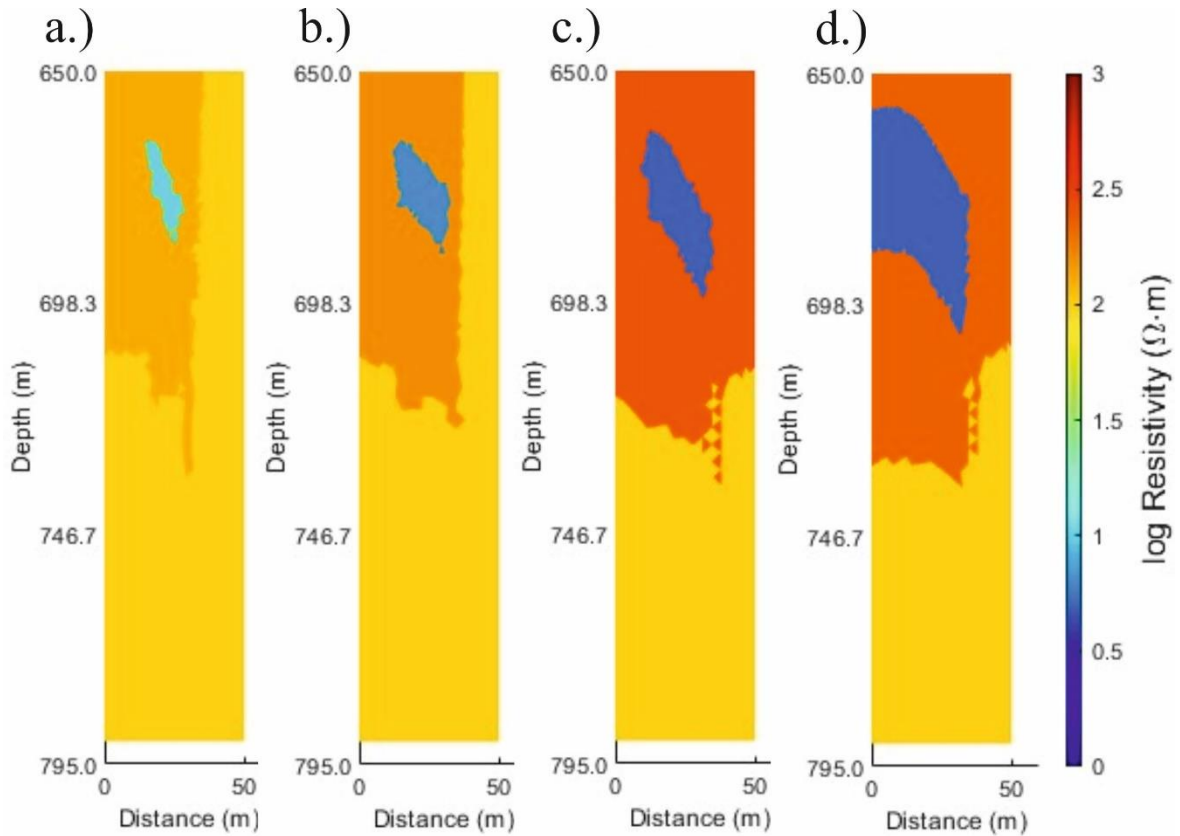 a.)
650.0
698.3
746.7
795.0
Depth (m)
0
50
Distance (m)
b.)
650.0
698.3
746.7
795.0
Depth (m)
0
50
Distance (m)
c.)
650.0
698.3
746.7
795.0
Depth (m)
0
50
Distance (m)
d.)
650.0
698.3
746.7
795.0
Depth (m)
0
50
Distance (m)
3
2.5
2
1.5
1
0.5
0
log Resistivity (Ω·m)